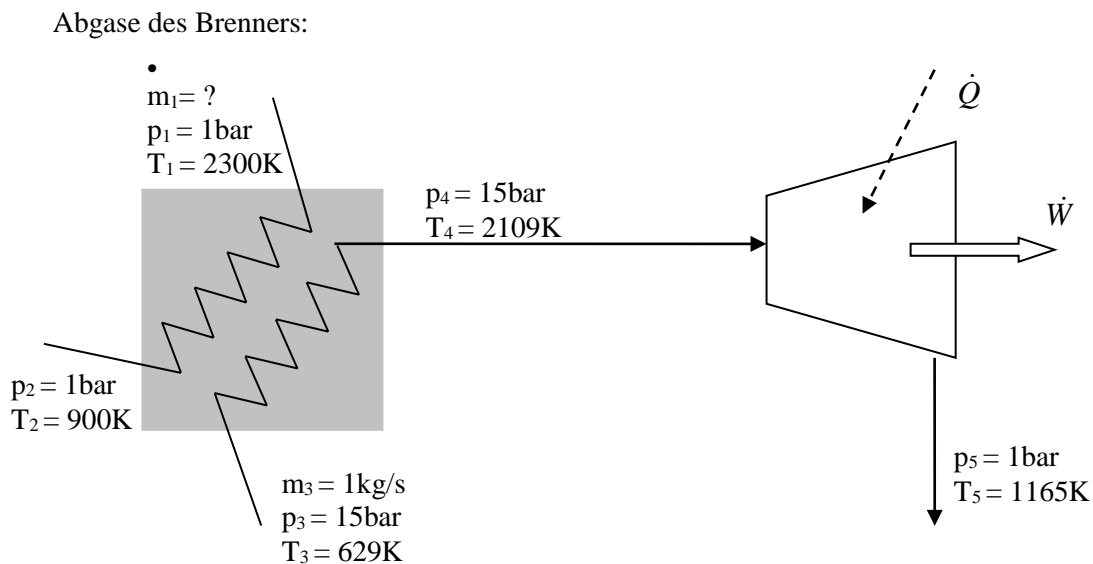 Abgase des Brenners:
ṁ₁= ?
p₁ = 1bar
T₁ = 2300K
Q̇
p₄ = 15bar
T₄ = 2109K
Ẇ
p₂ = 1bar
T₂ = 900K
p₅ = 1bar
T₅ = 1165K
m₃ = 1kg/s
p₃ = 15bar
T₃ = 629K